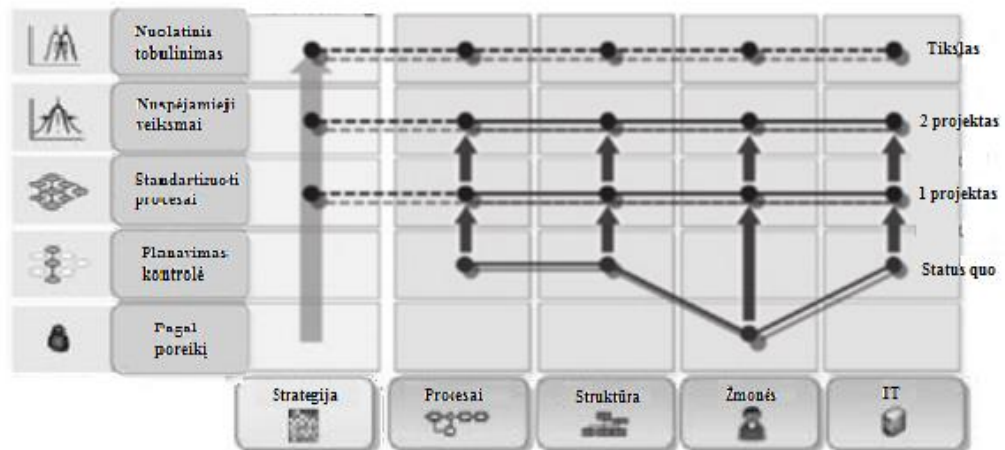 Nuolatinis
tobulinimas
Tikslas
Nuspėjamieji
veiksmai
2 projektas
Standartizuoti
procesai
1 projektas
Planavimas
kontrolė
Status quo
Pagal
poreikį
Strategija
Procesai
Struktūra
Žmonės
IT